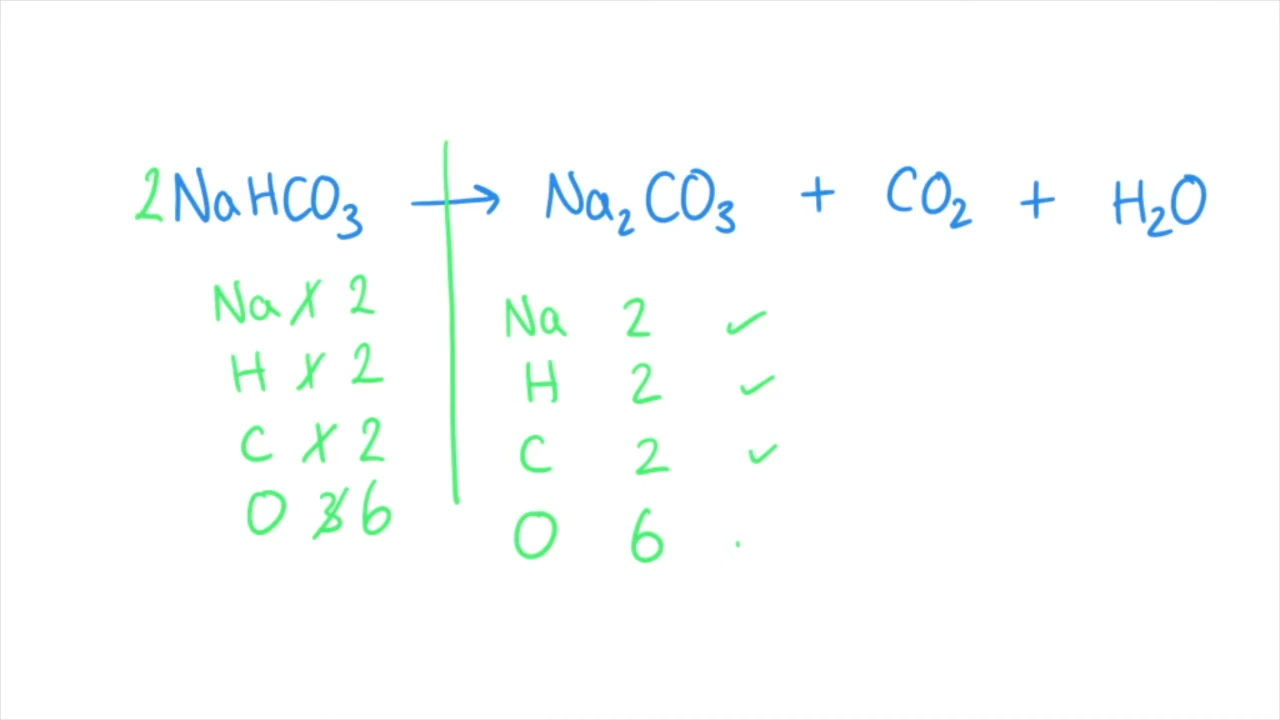 2NaHCO₃ → Na₂CO₃ + CO₂ + H₂O
Na 1 2 Na 2 ✓
H 1 2 H 2 ✓
C 1 2 C 2 ✓
O 3 6 O 6